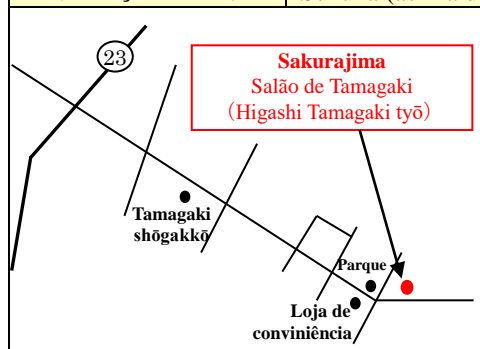 23
Sakurajima
Salão de Tamagaki
(Higashi Tamagaki tyō)
Tamagaki
shōgakkō
Parque
Loja de
conviniência